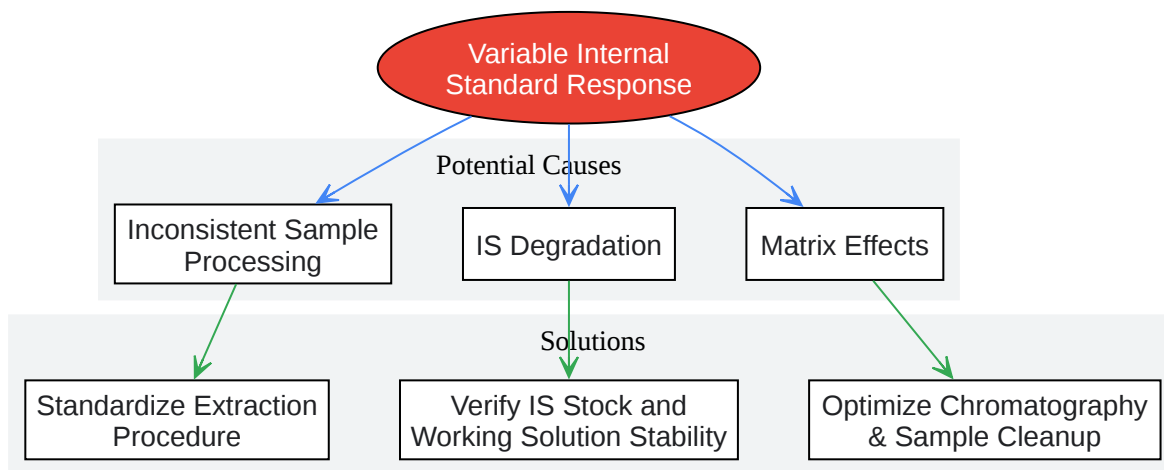 Variable Internal
Standard Response
Potential Causes
Inconsistent Sample
Processing
IS Degradation
Matrix Effects
Solutions
Standardize Extraction
Procedure
Verify IS Stock and
Working Solution Stability
Optimize Chromatography
& Sample Cleanup